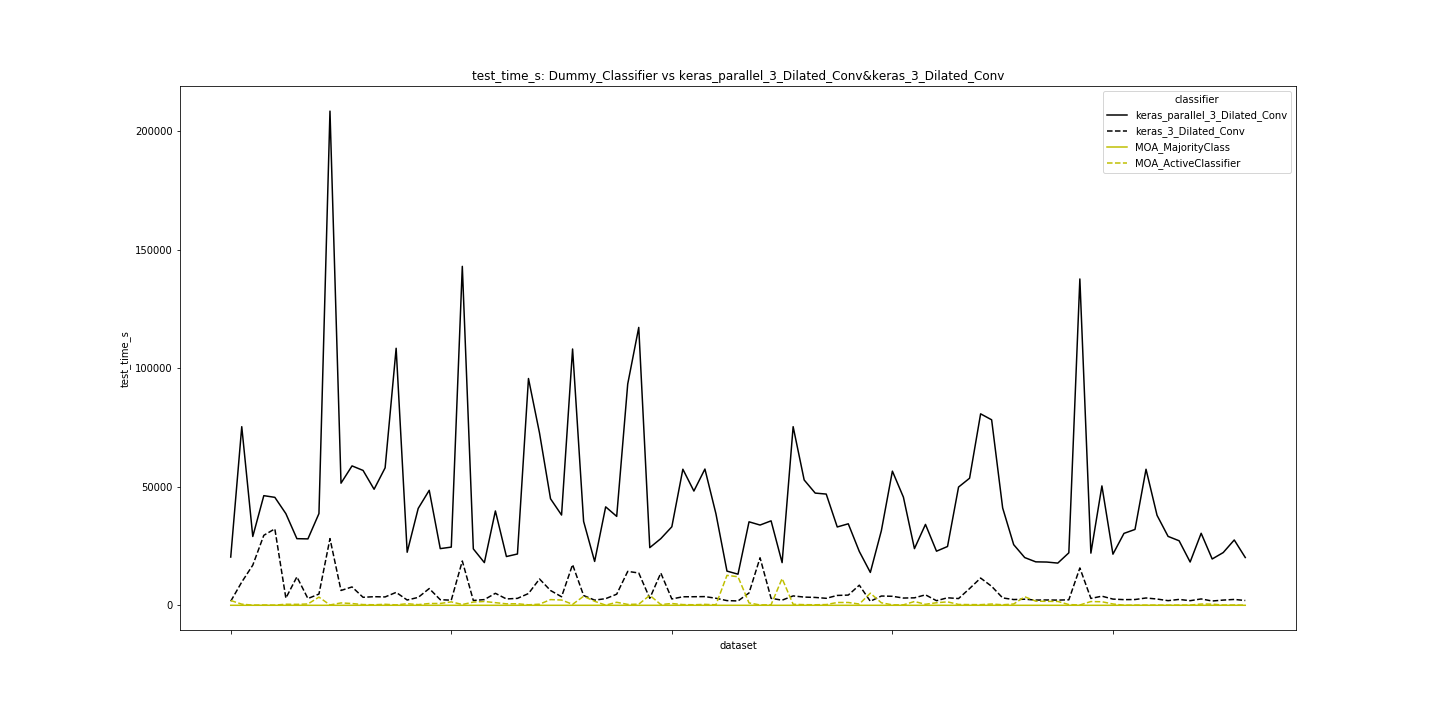 test_time_s: Dummy_Classifier vs keras_parallel_3_Dilated_Conv&keras_3_Dilated_Conv
classifier
keras_parallel_3_Dilated_Conv
keras_3_Dilated_Conv
MOA_MajorityClass
MOA_ActiveClassifier
200000
150000
100000
50000
0
test_time_s
dataset